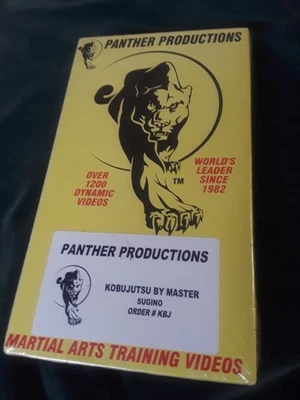 PANTHER PRODUCTIONS
OVER
1200
DYNAMIC
VIDEOS
WORLD'S
LEADER
SINCE
1982
TM
PANTHER PRODUCTIONS
KOBUJUTSU BY MASTER
SUGINO
ORDER # KBJ
MARTIAL ARTS TRAINING VIDEOS